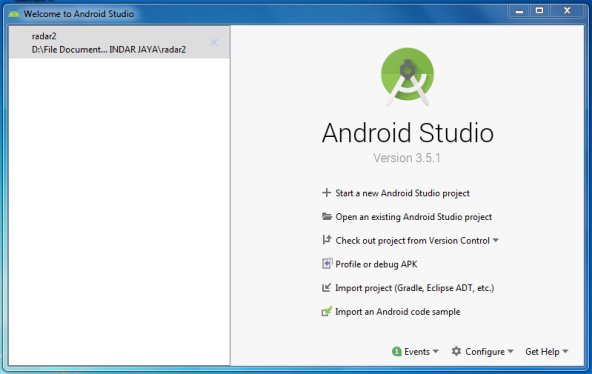 Welcome to Android Studio
radar2
D:\File Document... INDAR JAYA\radar2
Android Studio
Version 3.5.1
Start a new Android Studio project
Open an existing Android Studio project
Check out project from Version Control
Profile or debug APK
Import project (Gradle, Eclipse ADT, etc.)
Import an Android code sample
1 Events Configure Get Help